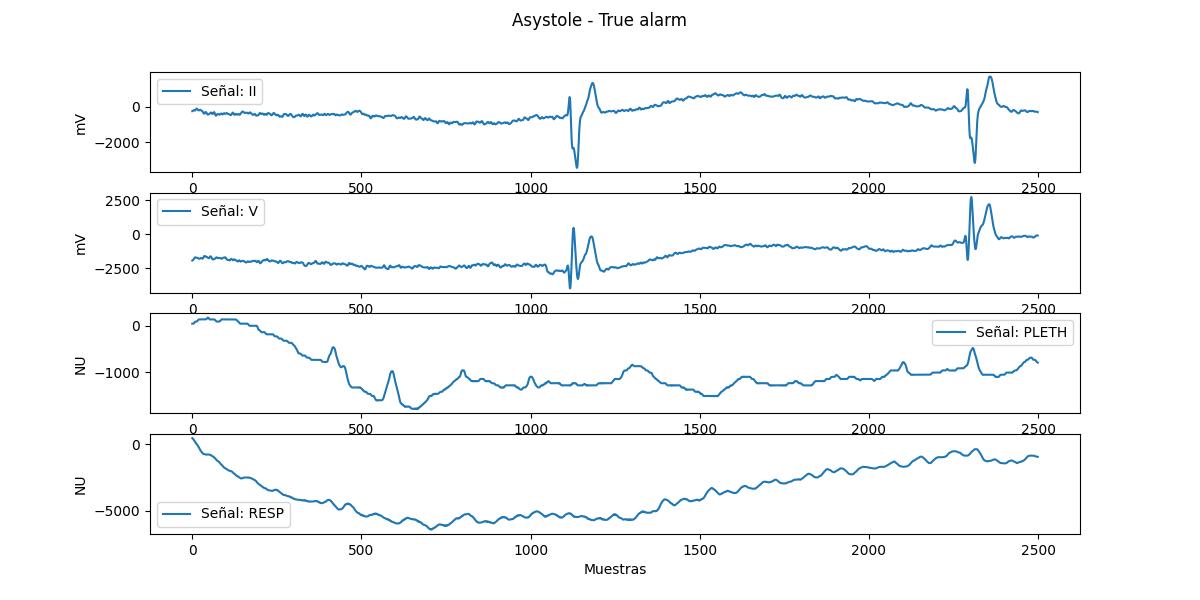 Asystole - True alarm
Señal: II
mV
0
−2000
0 500 1000 1500 2000 2500
Señal: V
mV
2500
0
−2500
0 500 1000 1500 2000 2500
Señal: PLETH
NU
0
−1000
0 500 1000 1500 2000 2500
Señal: RESP
NU
0
−5000
0 500 1000 1500 2000 2500
Muestras